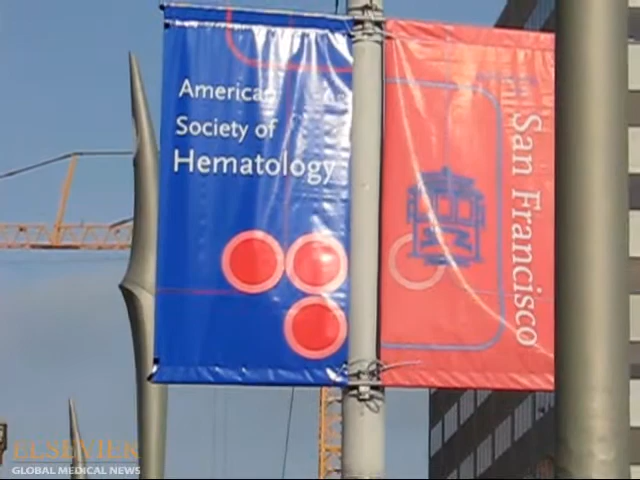 American
Society of
Hematology
San Francisco
ELSEVIER
GLOBAL MEDICAL NEWS